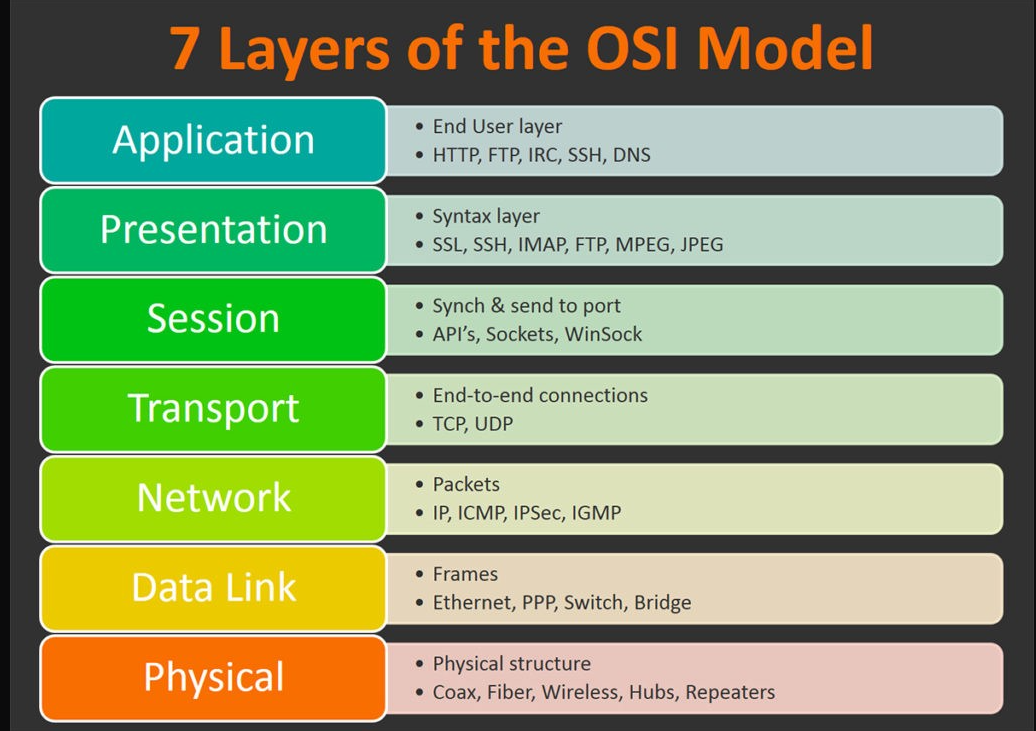 7 Layers of the OSI Model
Application
• End User layer
• HTTP, FTP, IRC, SSH, DNS
Presentation
• Syntax layer
• SSL, SSH, IMAP, FTP, MPEG, JPEG
Session
• Synch & send to port
• API’s, Sockets, WinSock
Transport
• End-to-end connections
• TCP, UDP
Network
• Packets
• IP, ICMP, IPSec, IGMP
Data Link
• Frames
• Ethernet, PPP, Switch, Bridge
Physical
• Physical structure
• Coax, Fiber, Wireless, Hubs, Repeaters